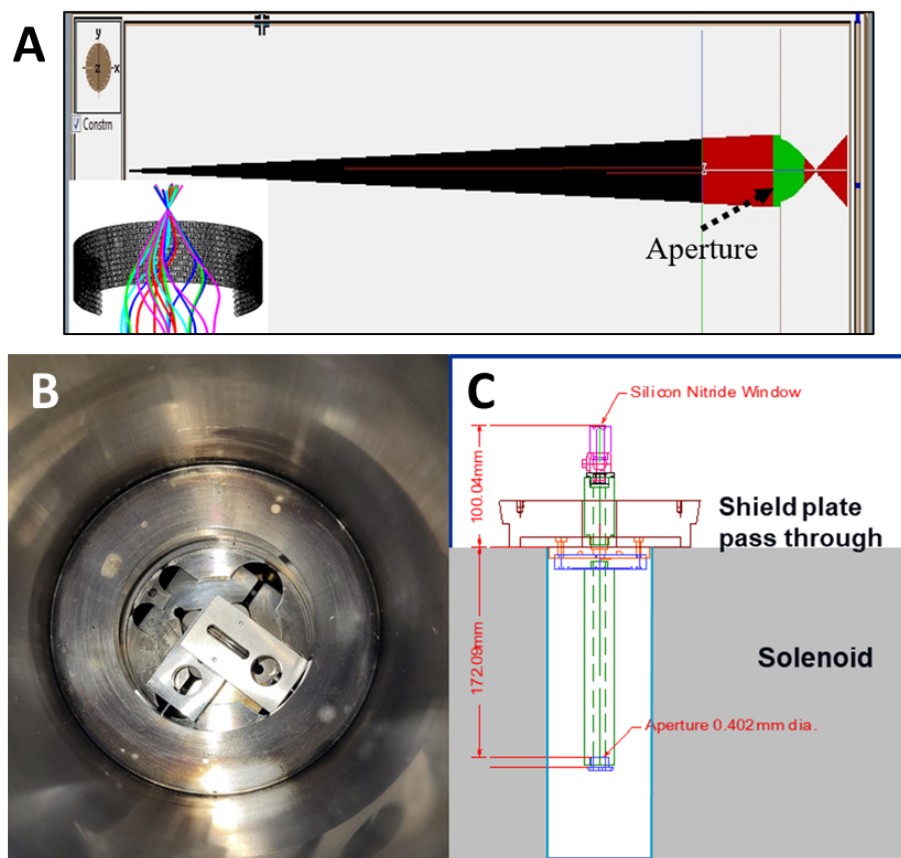 A
y
z
x
Constrn
z
Aperture
B
C
Silicon Nitride Window
100.04mm
Shield plate
pass through
172.09mm
Solenoid
Aperture 0.402mm dia.